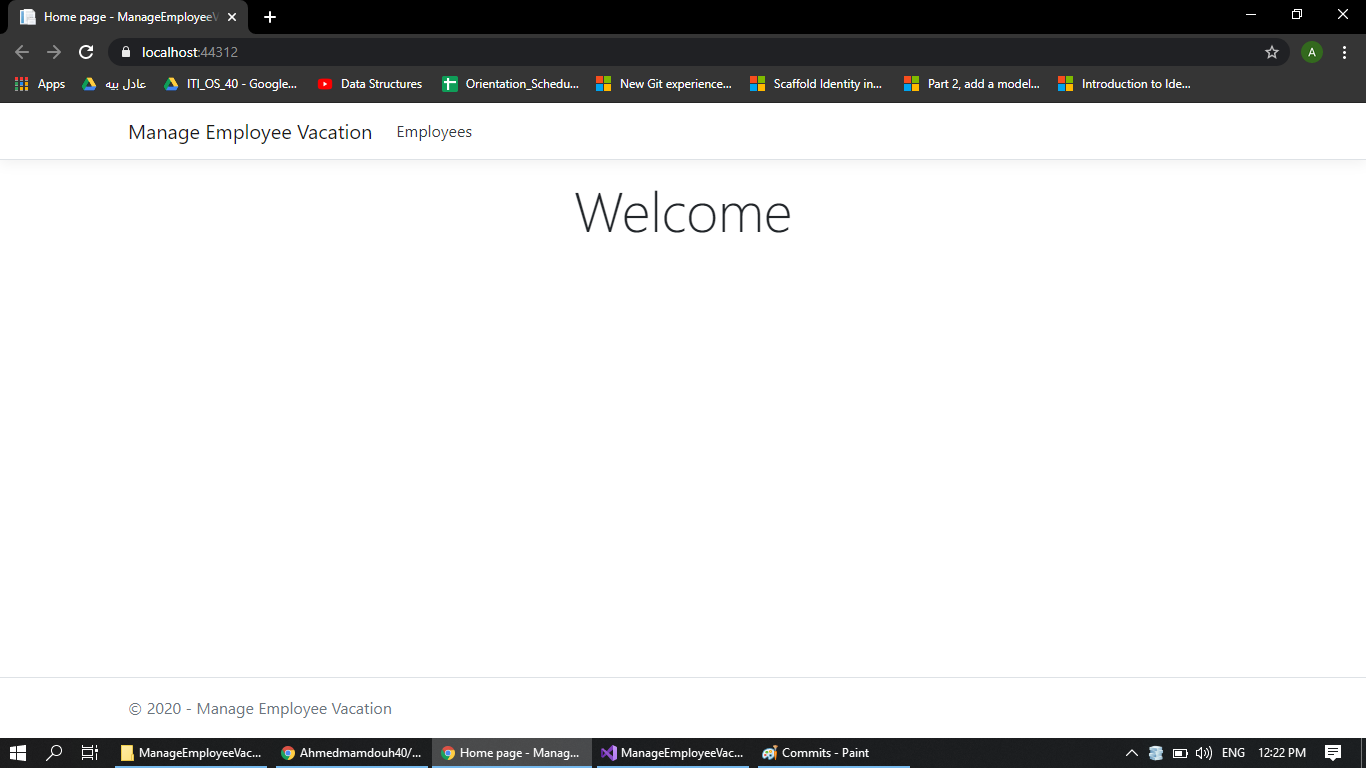 Home page - ManageEmployeeV
localhost:44312
A
Apps
عادل بيه
ITI_OS_40 - Google...
Data Structures
Orientation_Schedu...
New Git experience...
Scaffold Identity in...
Part 2, add a model...
Introduction to Ide...
Manage Employee Vacation Employees
Welcome
© 2020 - Manage Employee Vacation
ManageEmployeeVac...
Ahmedmamdouh40/...
Home page - Manag...
ManageEmployeeVac...
Commits - Paint
ENG
12:22 PM